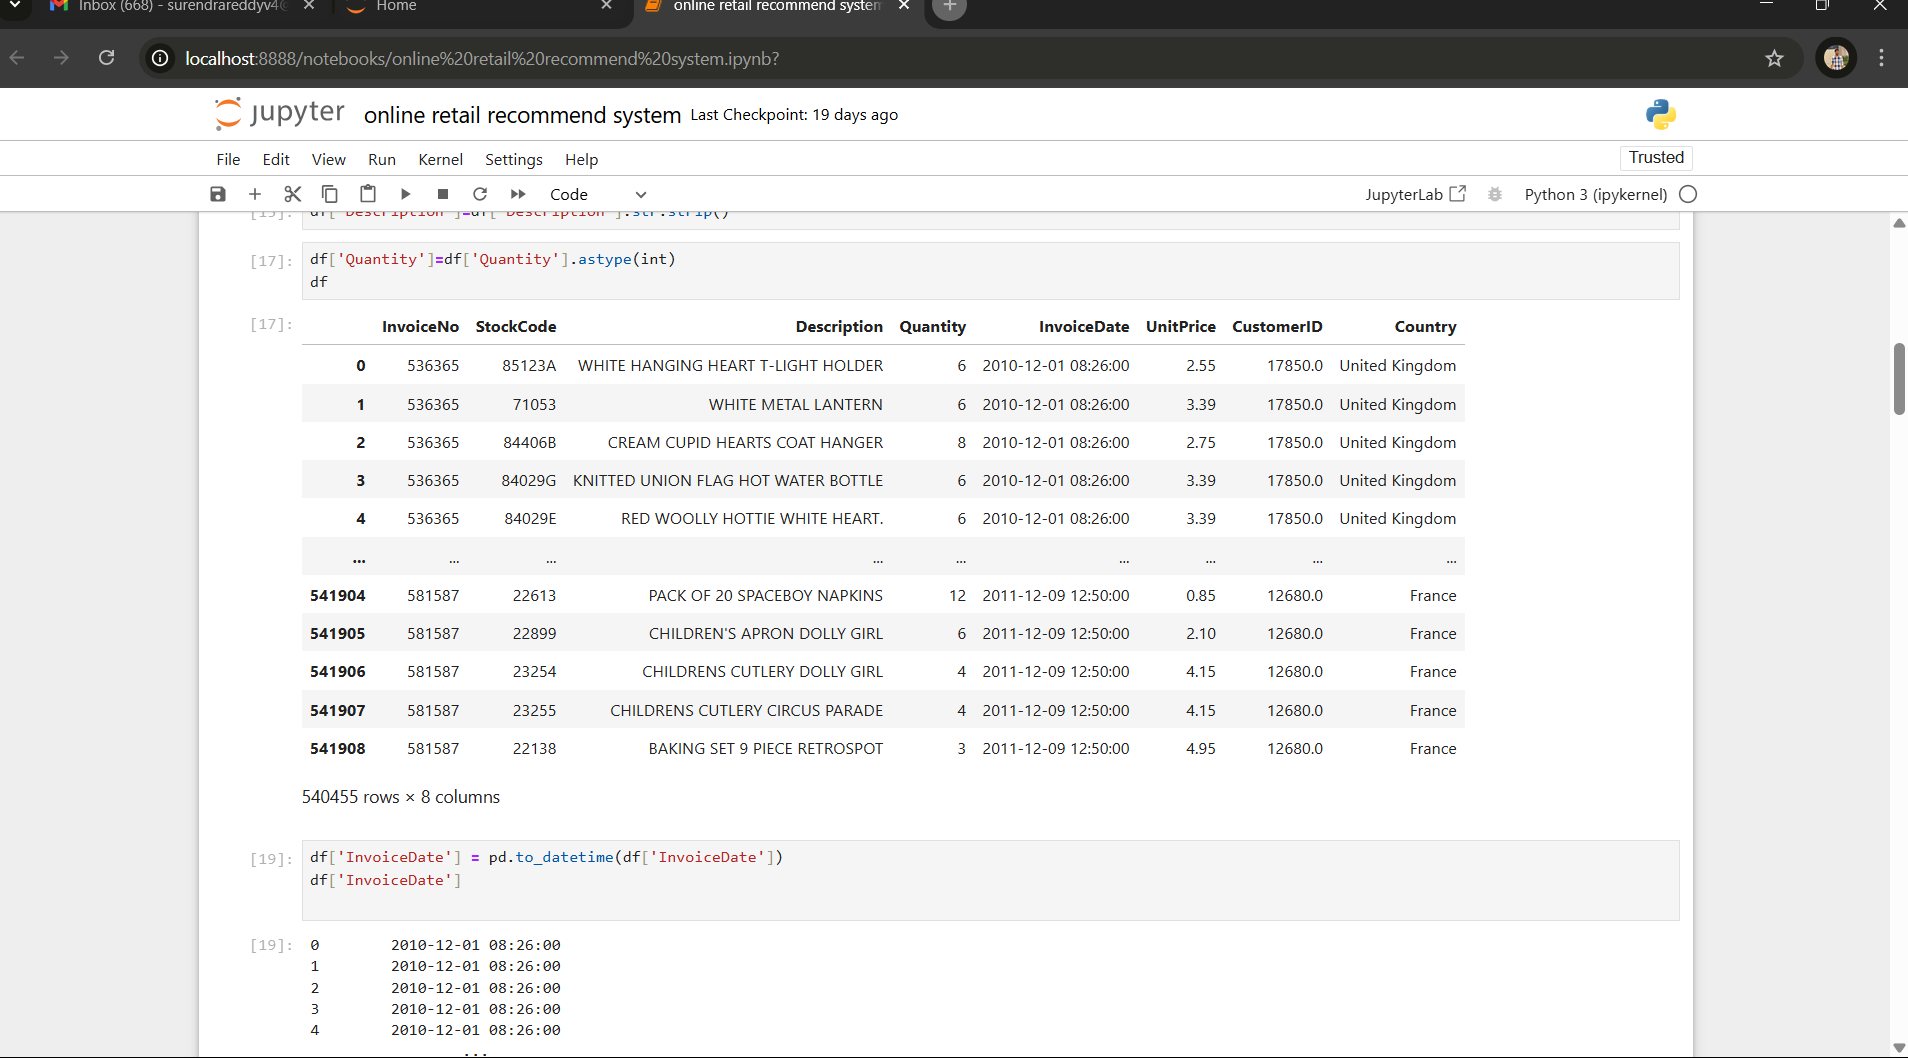 Inbox (668) - surendrareddyv4@
Home
online retail recommend system
localhost:8888/notebooks/online%20retail%20recommend%20system.ipynb?
jupyter online retail recommend system Last Checkpoint: 19 days ago
File Edit View Run Kernel Settings Help
Trusted
Code
JupyterLab
Python 3 (ipykernel)
[15]: df['Description']=df['Description'].str.strip()
[17]: df['Quantity']=df['Quantity'].astype(int)
df
[17]: InvoiceNo StockCode Description Quantity InvoiceDate UnitPrice CustomerID Country
0 536365 85123A WHITE HANGING HEART T-LIGHT HOLDER 6 2010-12-01 08:26:00 2.55 17850.0 United Kingdom
1 536365 71053 WHITE METAL LANTERN 6 2010-12-01 08:26:00 3.39 17850.0 United Kingdom
2 536365 84406B CREAM CUPID HEARTS COAT HANGER 8 2010-12-01 08:26:00 2.75 17850.0 United Kingdom
3 536365 84029G KNITTED UNION FLAG HOT WATER BOTTLE 6 2010-12-01 08:26:00 3.39 17850.0 United Kingdom
4 536365 84029E RED WOOLLY HOTTIE WHITE HEART. 6 2010-12-01 08:26:00 3.39 17850.0 United Kingdom
... ... ... ... ... ... ... ... ...
541904 581587 22613 PACK OF 20 SPACEBOY NAPKINS 12 2011-12-09 12:50:00 0.85 12680.0 France
541905 581587 22899 CHILDREN'S APRON DOLLY GIRL 6 2011-12-09 12:50:00 2.10 12680.0 France
541906 581587 23254 CHILDRENS CUTLERY DOLLY GIRL 4 2011-12-09 12:50:00 4.15 12680.0 France
541907 581587 23255 CHILDRENS CUTLERY CIRCUS PARADE 4 2011-12-09 12:50:00 4.15 12680.0 France
541908 581587 22138 BAKING SET 9 PIECE RETROSPOT 3 2011-12-09 12:50:00 4.95 12680.0 France
540455 rows × 8 columns
[19]: df['InvoiceDate'] = pd.to_datetime(df['InvoiceDate'])
df['InvoiceDate']
[19]: 0 2010-12-01 08:26:00
1 2010-12-01 08:26:00
2 2010-12-01 08:26:00
3 2010-12-01 08:26:00
4 2010-12-01 08:26:00
...